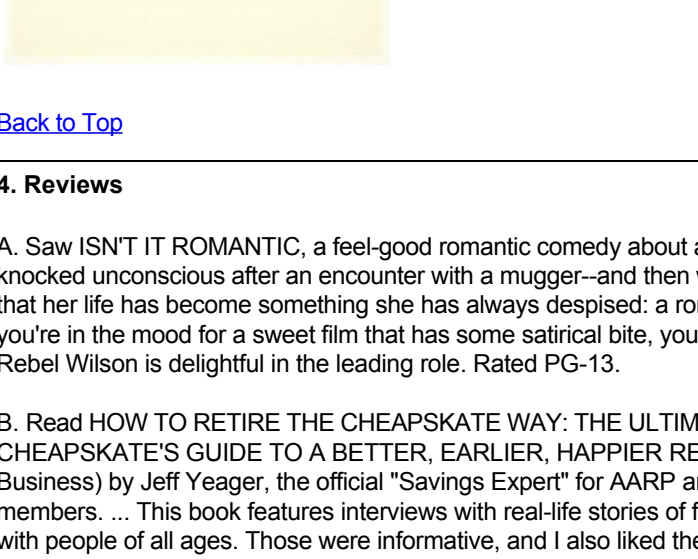 Back to Top
4. Reviews
A. Saw ISN'T IT ROMANTIC, a feel-good romantic comedy about a
knocked unconscious after an encounter with a mugger--and then
that her life has become something she has always despised: a
you're in the mood for a sweet film that has some satirical bite, you
Rebel Wilson is delightful in the leading role. Rated PG-13.
B. Read HOW TO RETIRE THE CHEAPSKATE WAY: THE
CHEAPSKATE'S GUIDE TO A BETTER, EARLIER, HAPPIER
Business) by Jeff Yeager, the official "Savings Expert" for AARP
members. ... This book features interviews with real-life stories of
with people of all ages. Those were informative, and I also liked